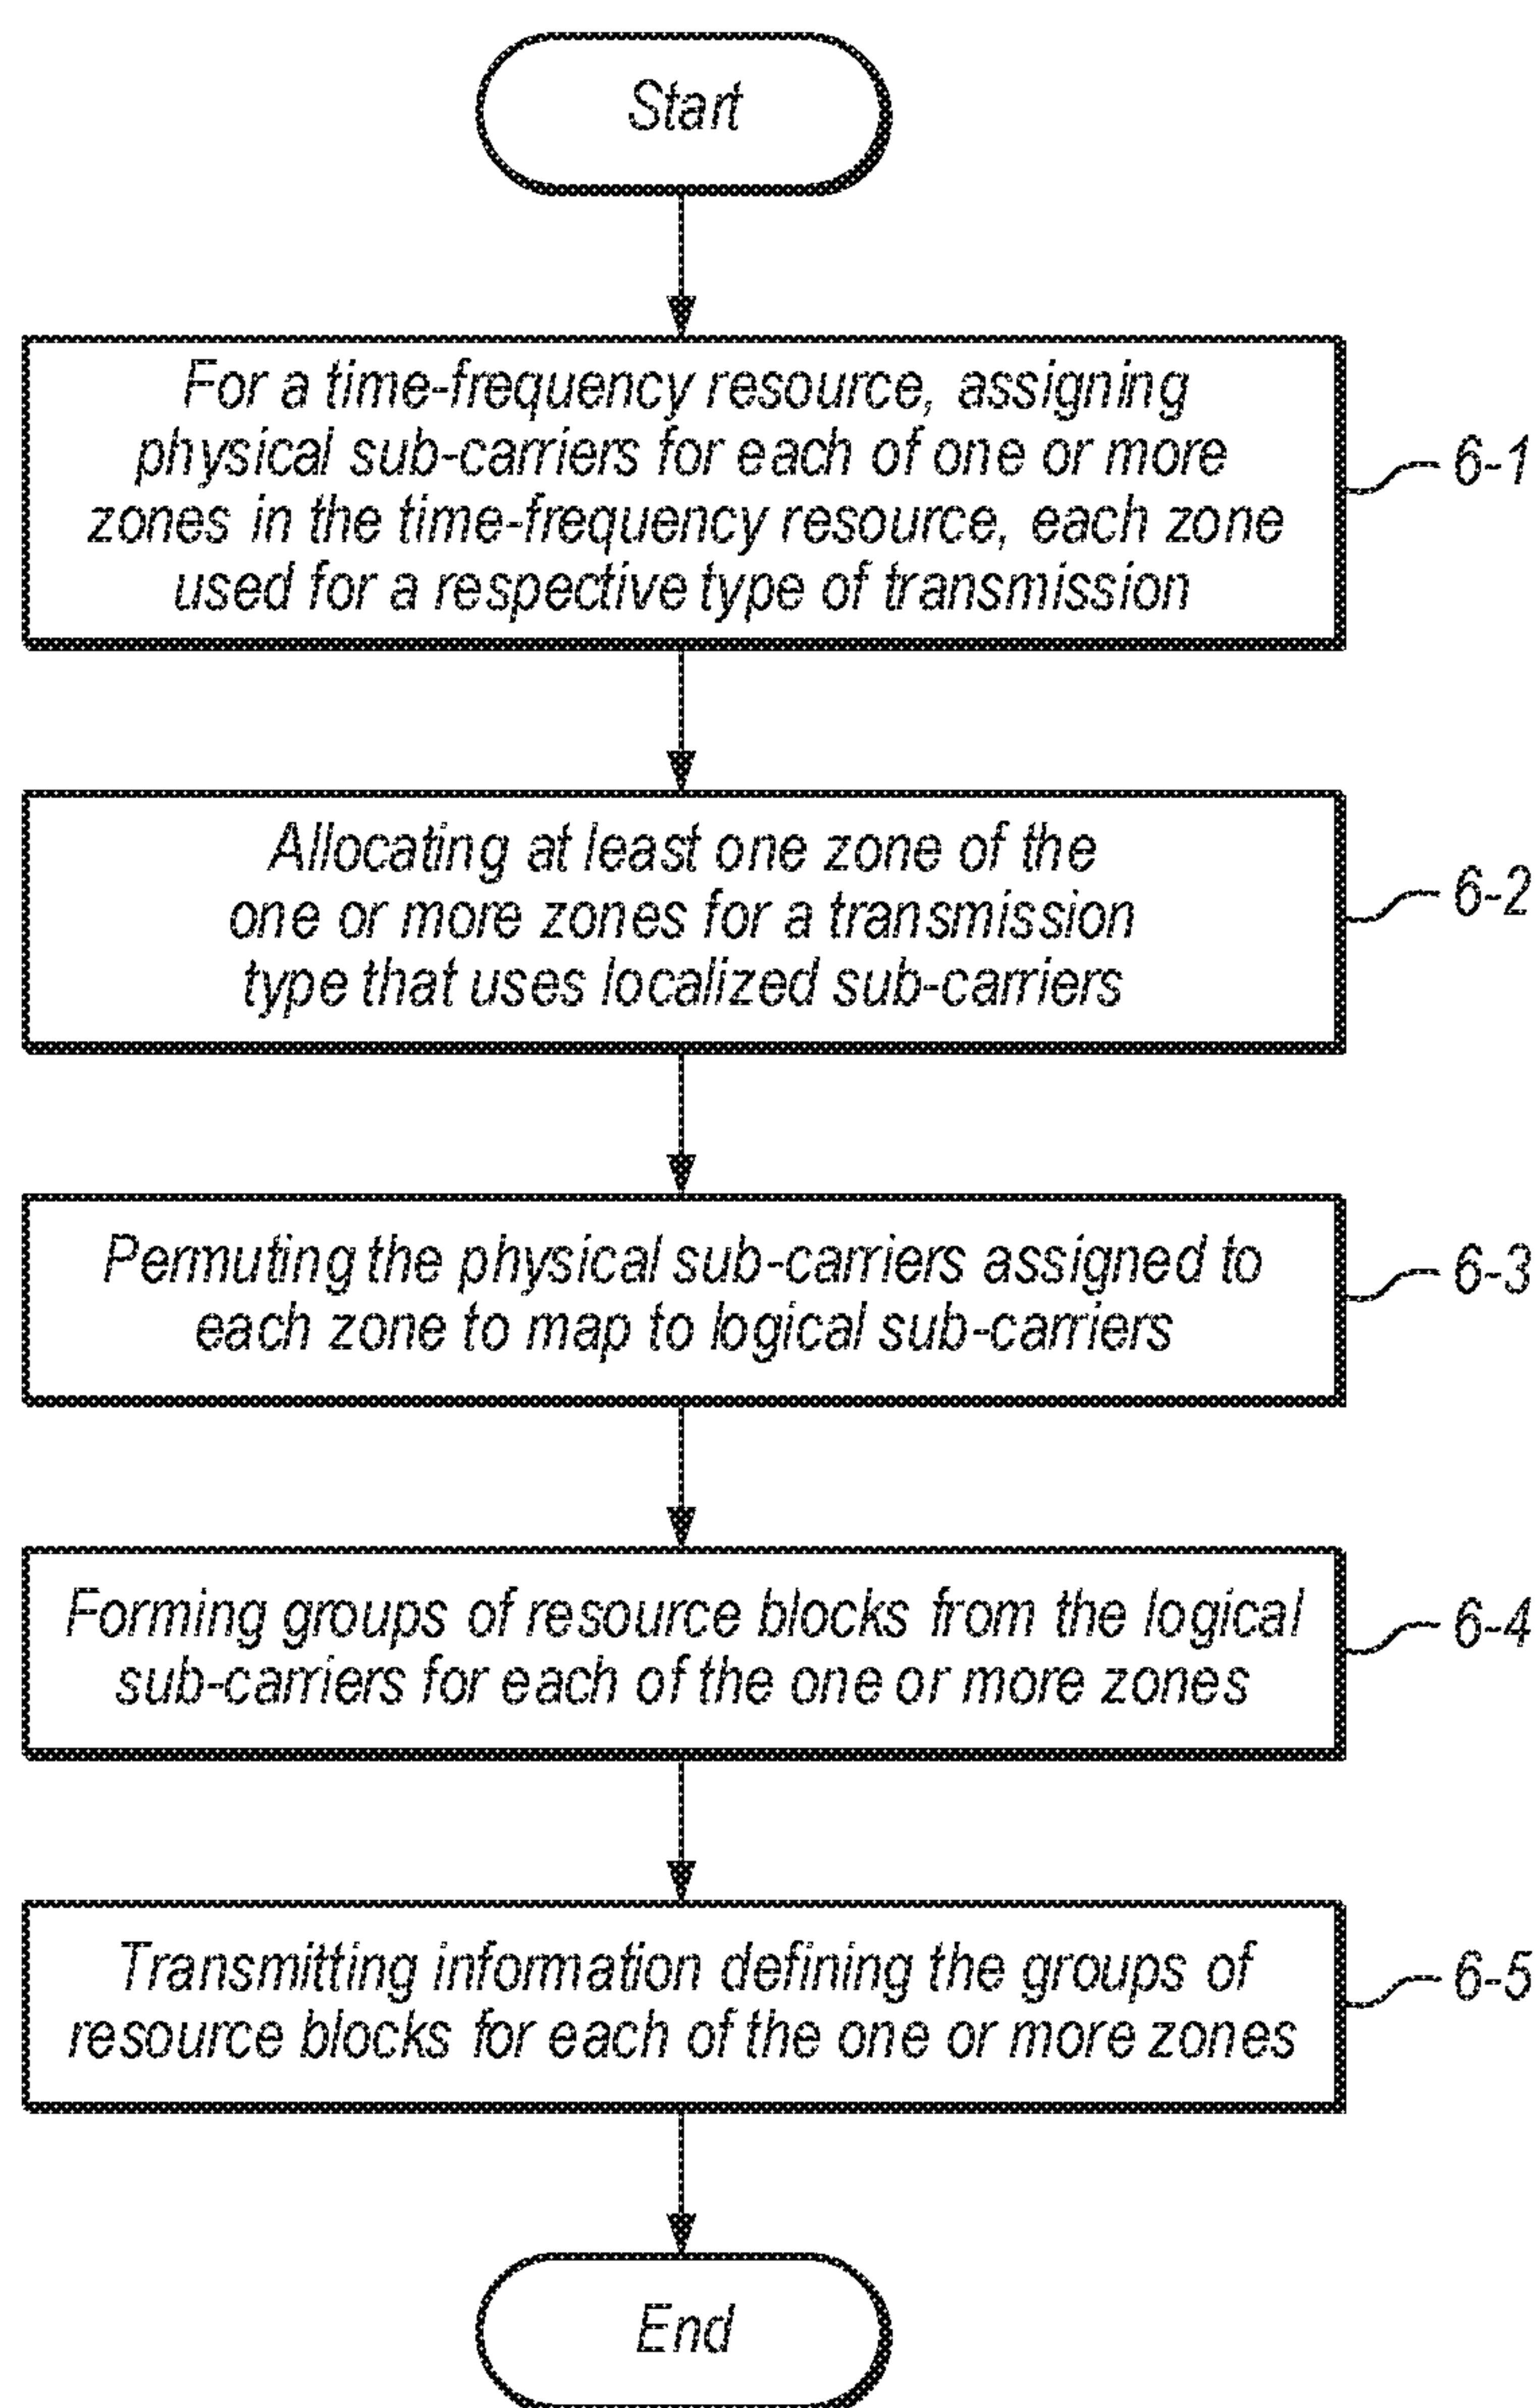 Start
For a time-frequency resource, assigning
physical sub-carriers for each of one or more
zones in the time-frequency resource, each zone
used for a respective type of transmission
6-1
Allocating at least one zone of the
one or more zones for a transmission
type that uses localized sub-carriers
6-2
Permuting the physical sub-carriers assigned to
each zone to map to logical sub-carriers
6-3
Forming groups of resource blocks from the logical
sub-carriers for each of the one or more zones
6-4
Transmitting information defining the groups of
resource blocks for each of the one or more zones
6-5
End